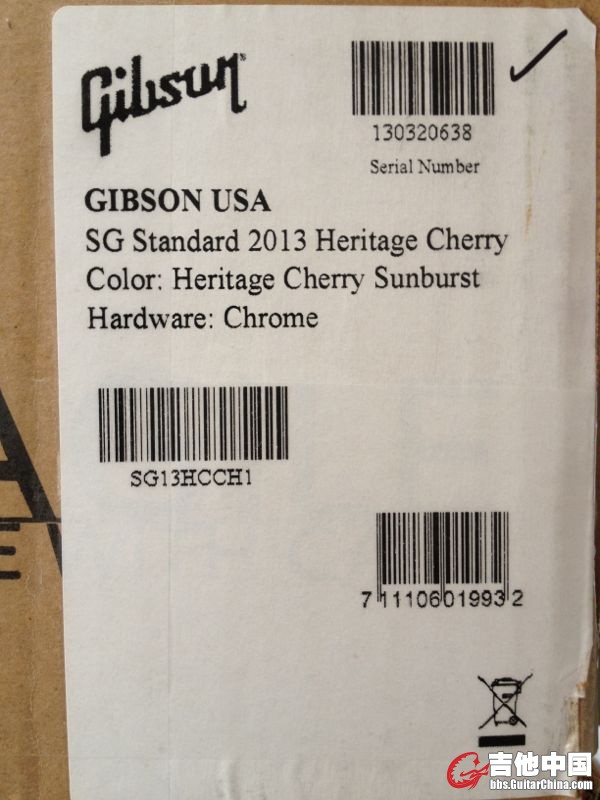 Gibson
130320638
Serial Number
GIBSON USA
SG Standard 2013 Heritage Cherry
Color: Heritage Cherry Sunburst
Hardware: Chrome
SG13HCCH1
7 11106 01993 2
吉他中国
bbs.GuitarChina.com